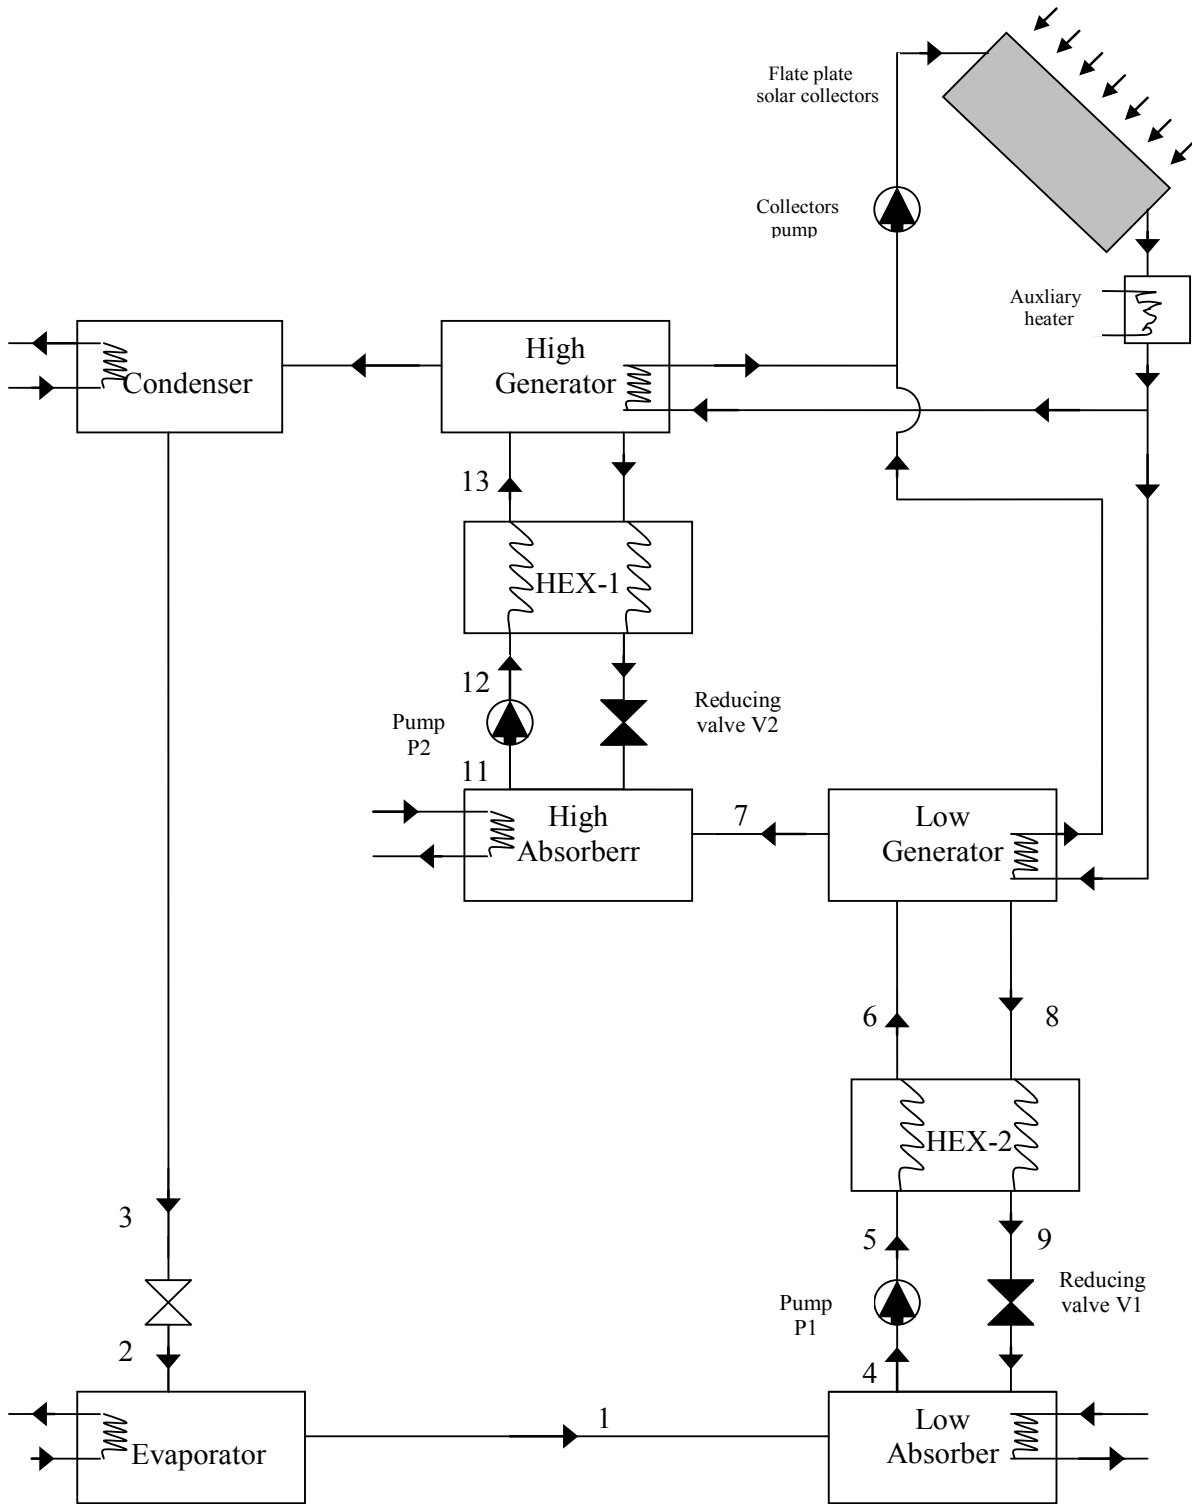 Flate plate
solar collectors
Collectors
pump
Auxliary
heater
Condenser
High
Generator
13
HEX-1
12
Pump
P2
Reducing
valve V2
11
High
Absorberr
7
Low
Generator
6
8
HEX-2
3
5
9
Pump
P1
Reducing
valve V1
2
4
Evaporator
1
Low
Absorber